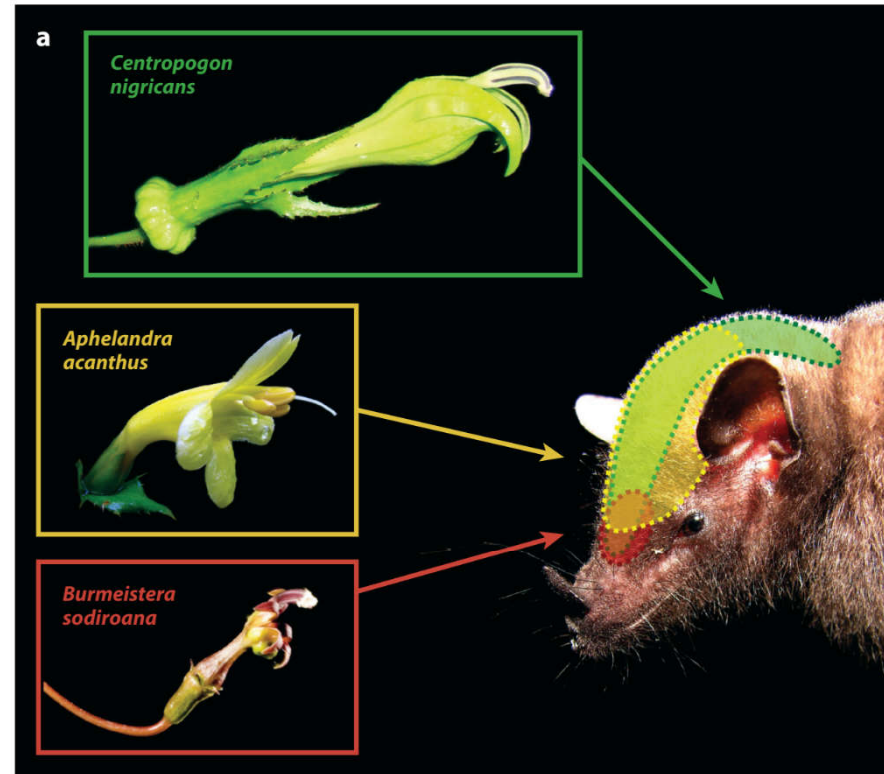 a
Centropogon
nigricans
Aphelandra
acanthus
Burmeistera
sodiroana